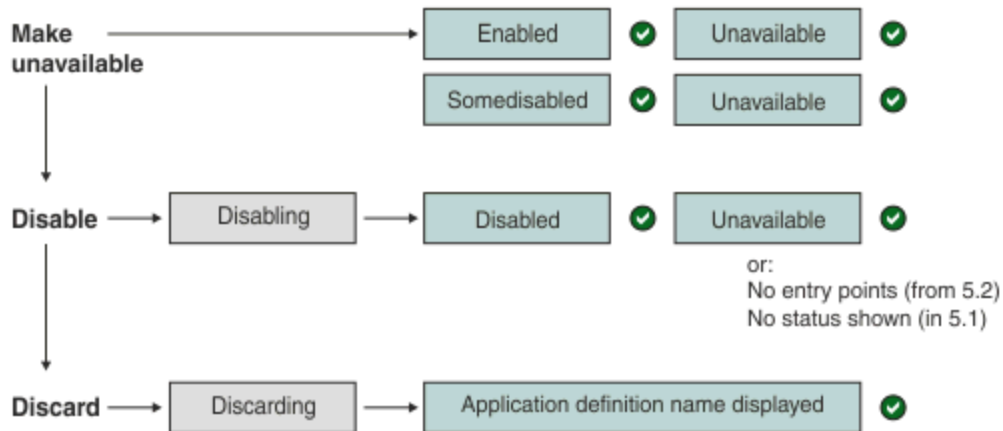 Make
unavailable
Enabled
Unavailable
Somedisabled
Unavailable
Disable
Disabling
Disabled
Unavailable
or:
No entry points (from 5.2)
No status shown (in 5.1)
Discard
Discarding
Application definition name displayed